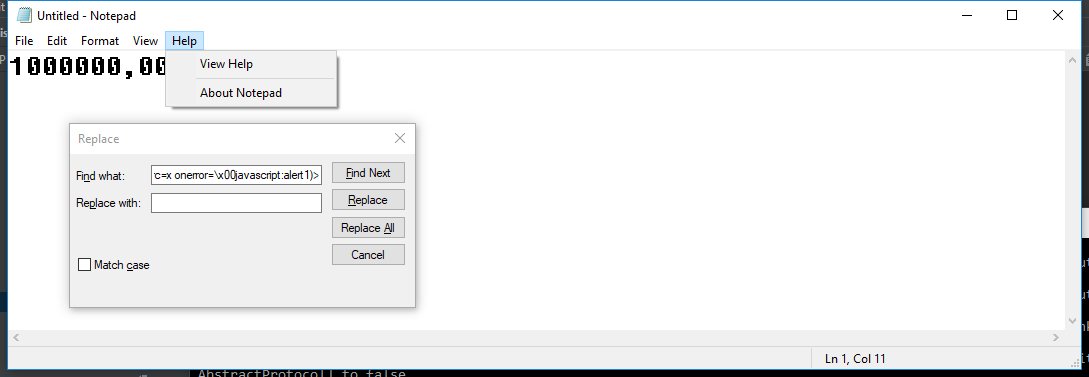 Untitled - Notepad
File Edit Format View Help
1000000,00
View Help
About Notepad
Replace
Find what: c=x onerror=\x00javascript:alert1)> Find Next
Replace with: Replace
Replace All
Match case Cancel
Ln 1, Col 11
AbstractProtocol] to false